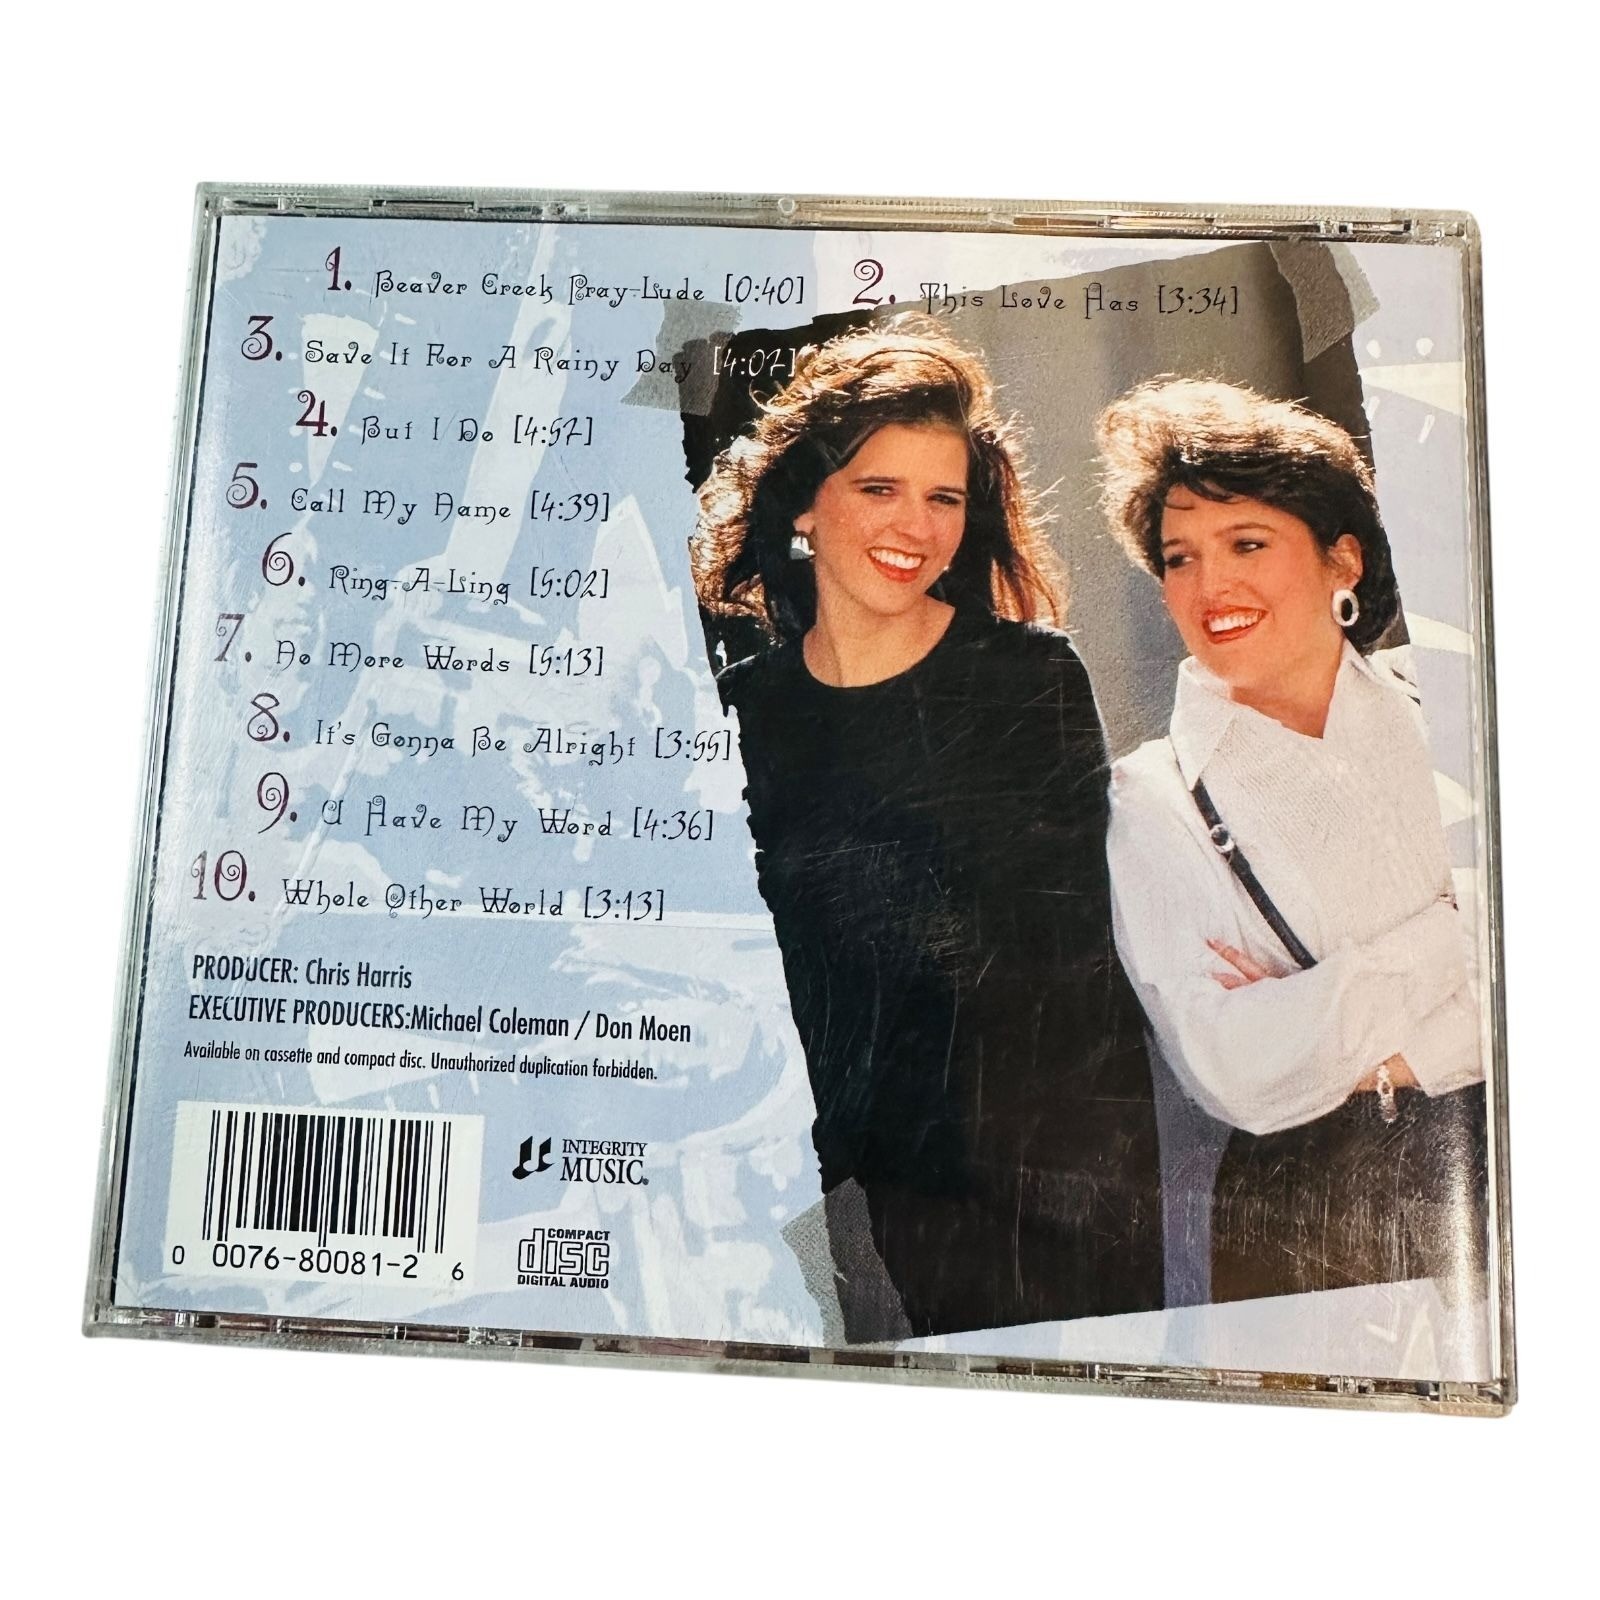 1. Beaver Creek Pray-Lude [0:40] 2. This Love Has [3:34]
3. Save It For A Rainy Day [4:07]
4. But I Do [4:57]
5. Call My Name [4:39]
6. Ring-A-Ling [5:02]
7. No More Words [5:13]
8. It's Gonna Be Alright [3:55]
9. U Have My Word [4:36]
10. Whole Other World [3:13]
PRODUCER: Chris Harris
EXECUTIVE PRODUCERS:Michael Coleman / Don Moen
Available on cassette and compact disc. Unauthorized duplication forbidden.
INTEGRITY
MUSIC®
COMPACT
disc
DIGITAL AUDIO
0 0076-80081-2 6